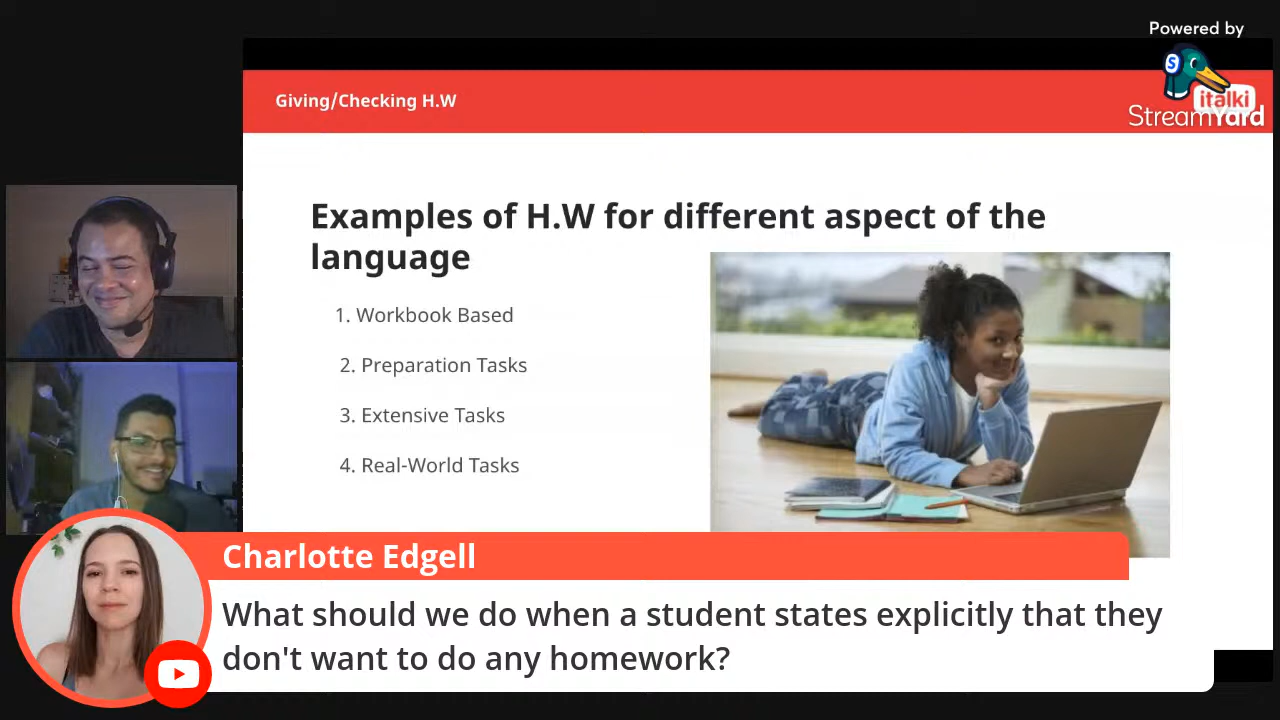 Powered by
S
italki
StreamYard
Giving/Checking H.W
Examples of H.W for different aspect of the
language
1. Workbook Based
2. Preparation Tasks
3. Extensive Tasks
4. Real-World Tasks
Charlotte Edgell
What should we do when a student states explicitly that they
don't want to do any homework?